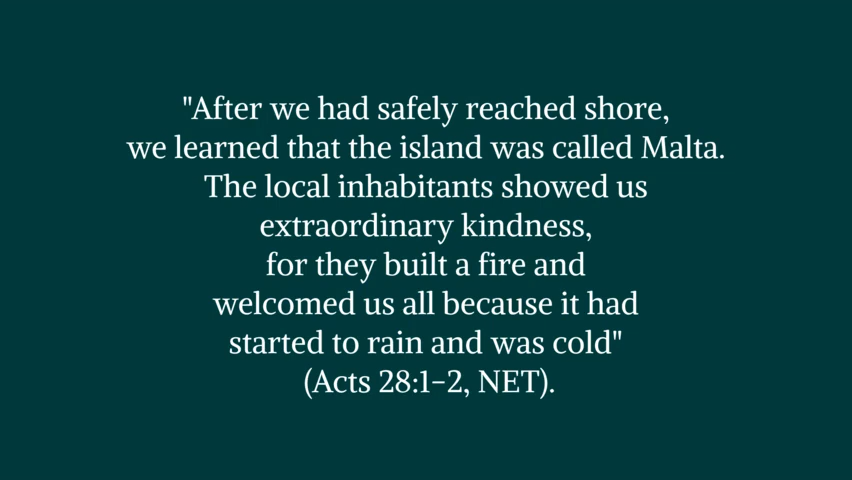 "After we had safely reached shore,
we learned that the island was called Malta.
The local inhabitants showed us
extraordinary kindness,
for they built a fire and
welcomed us all because it had
started to rain and was cold"
(Acts 28:1–2, NET).